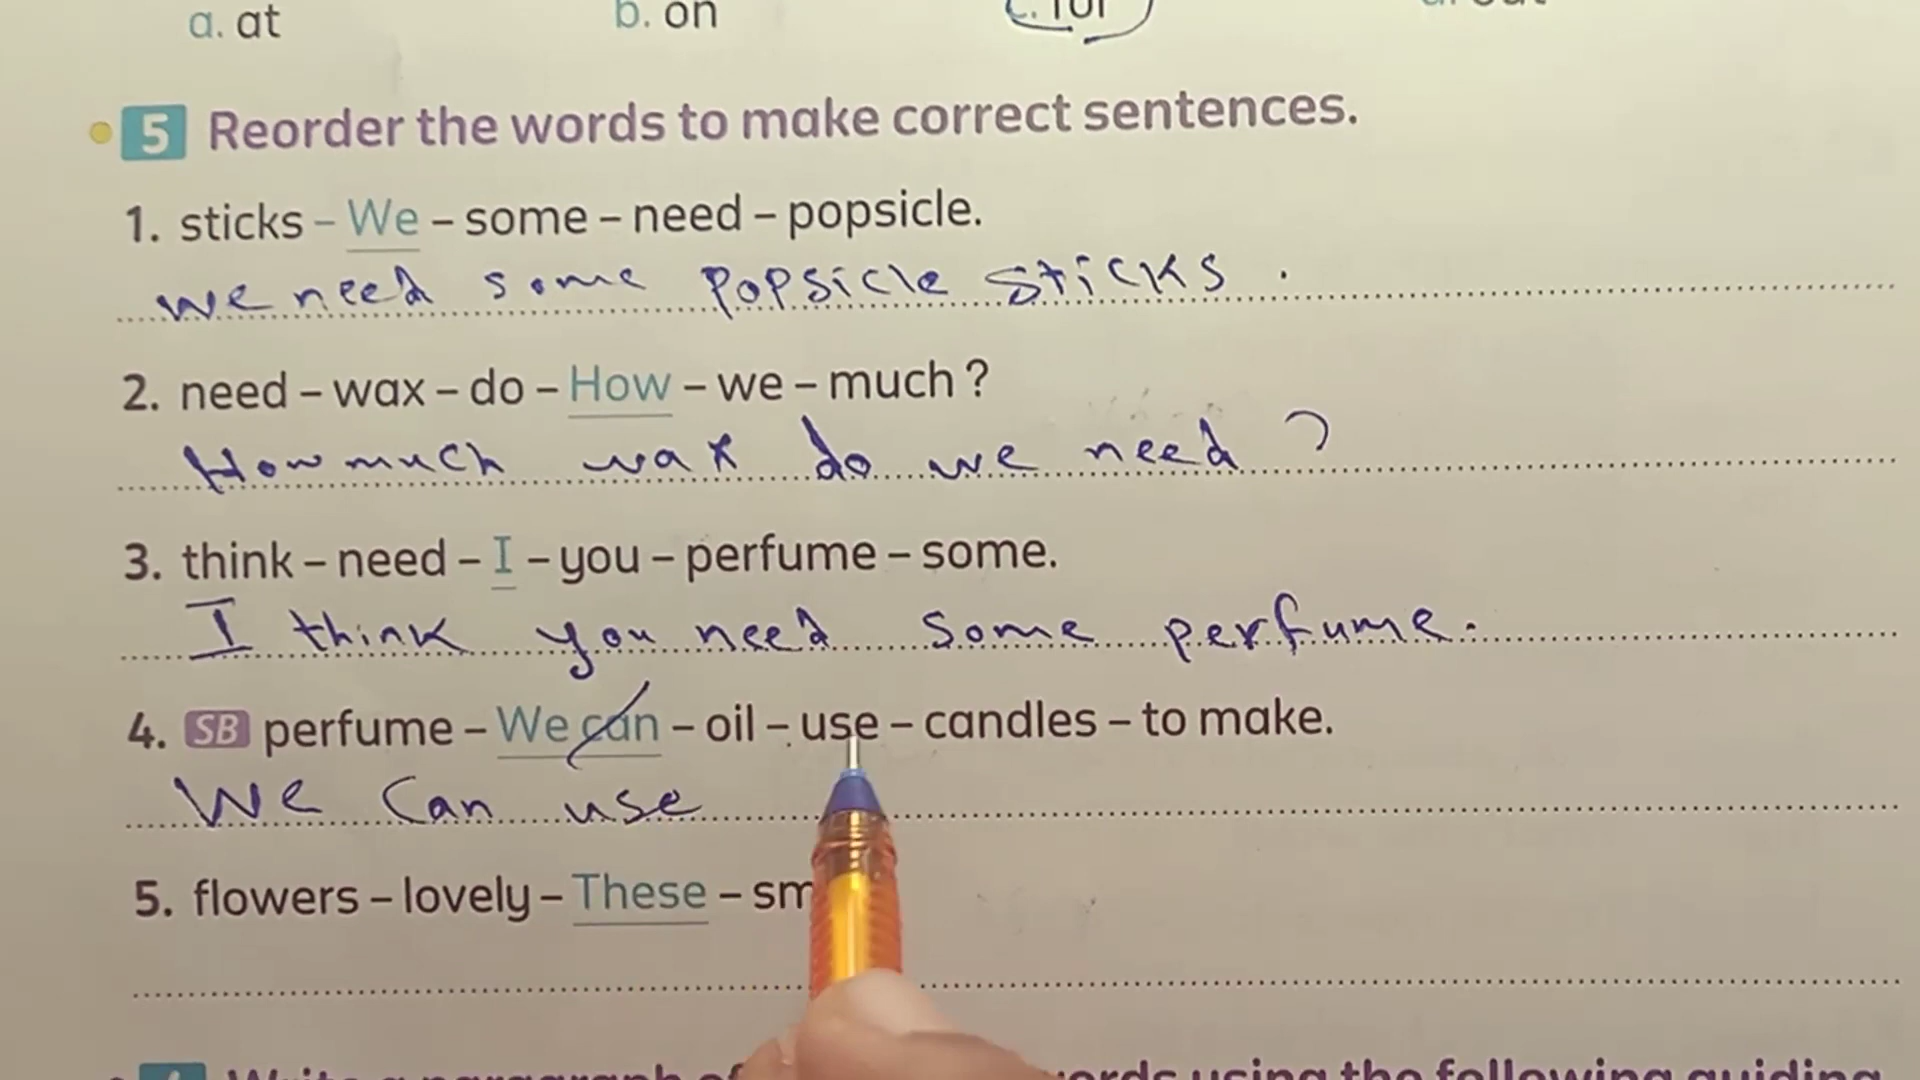 a. at b. on c. for
5 Reorder the words to make correct sentences.
1. sticks – We – some – need – popsicle.
We need some popsicle sticks.
2. need – wax – do – How – we – much ?
How much wax do we need ?
3. think – need – I – you – perfume – some.
I think you need some perfume.
4. SB perfume – We can – oil – use – candles – to make.
We can use
5. flowers – lovely – These –